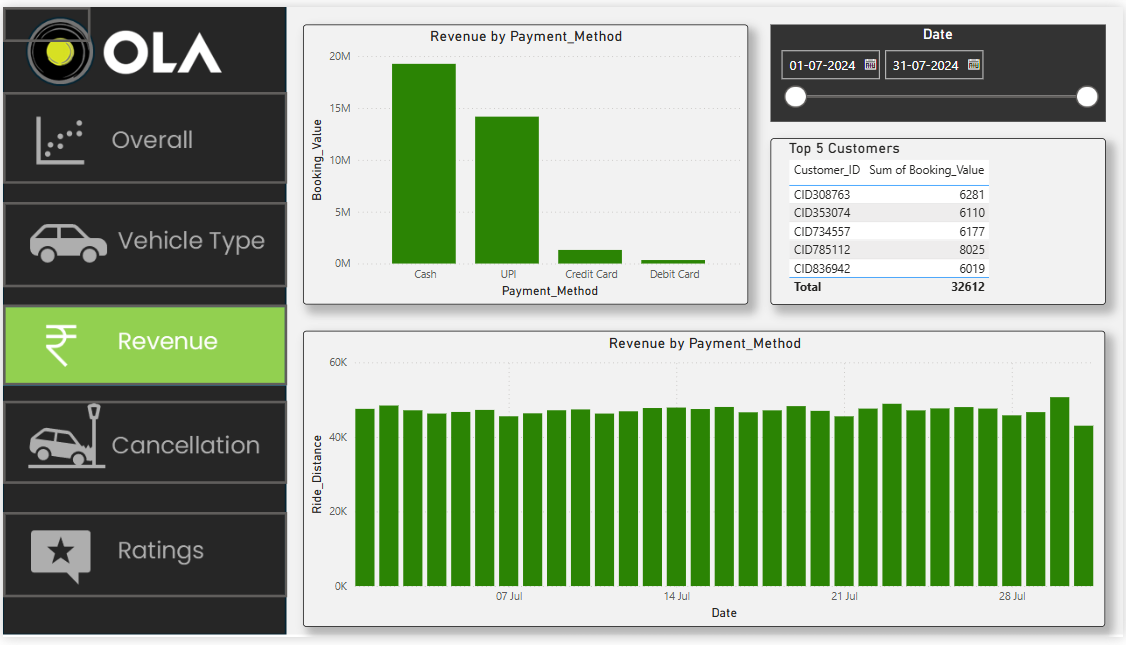 OLA
Overall
Vehicle Type
Revenue
Cancellation
Ratings
Revenue by Payment_Method
Booking_Value
20M
15M
10M
5M
0M
Cash UPI Credit Card Debit Card
Payment_Method
Date
01-07-2024 31-07-2024
Top 5 Customers
Customer_ID Sum of Booking_Value
CID308763 6281
CID353074 6110
CID734557 6177
CID785112 8025
CID836942 6019
Total 32612
Revenue by Payment_Method
Ride_Distance
60K
40K
20K
0K
07 Jul 14 Jul 21 Jul 28 Jul
Date